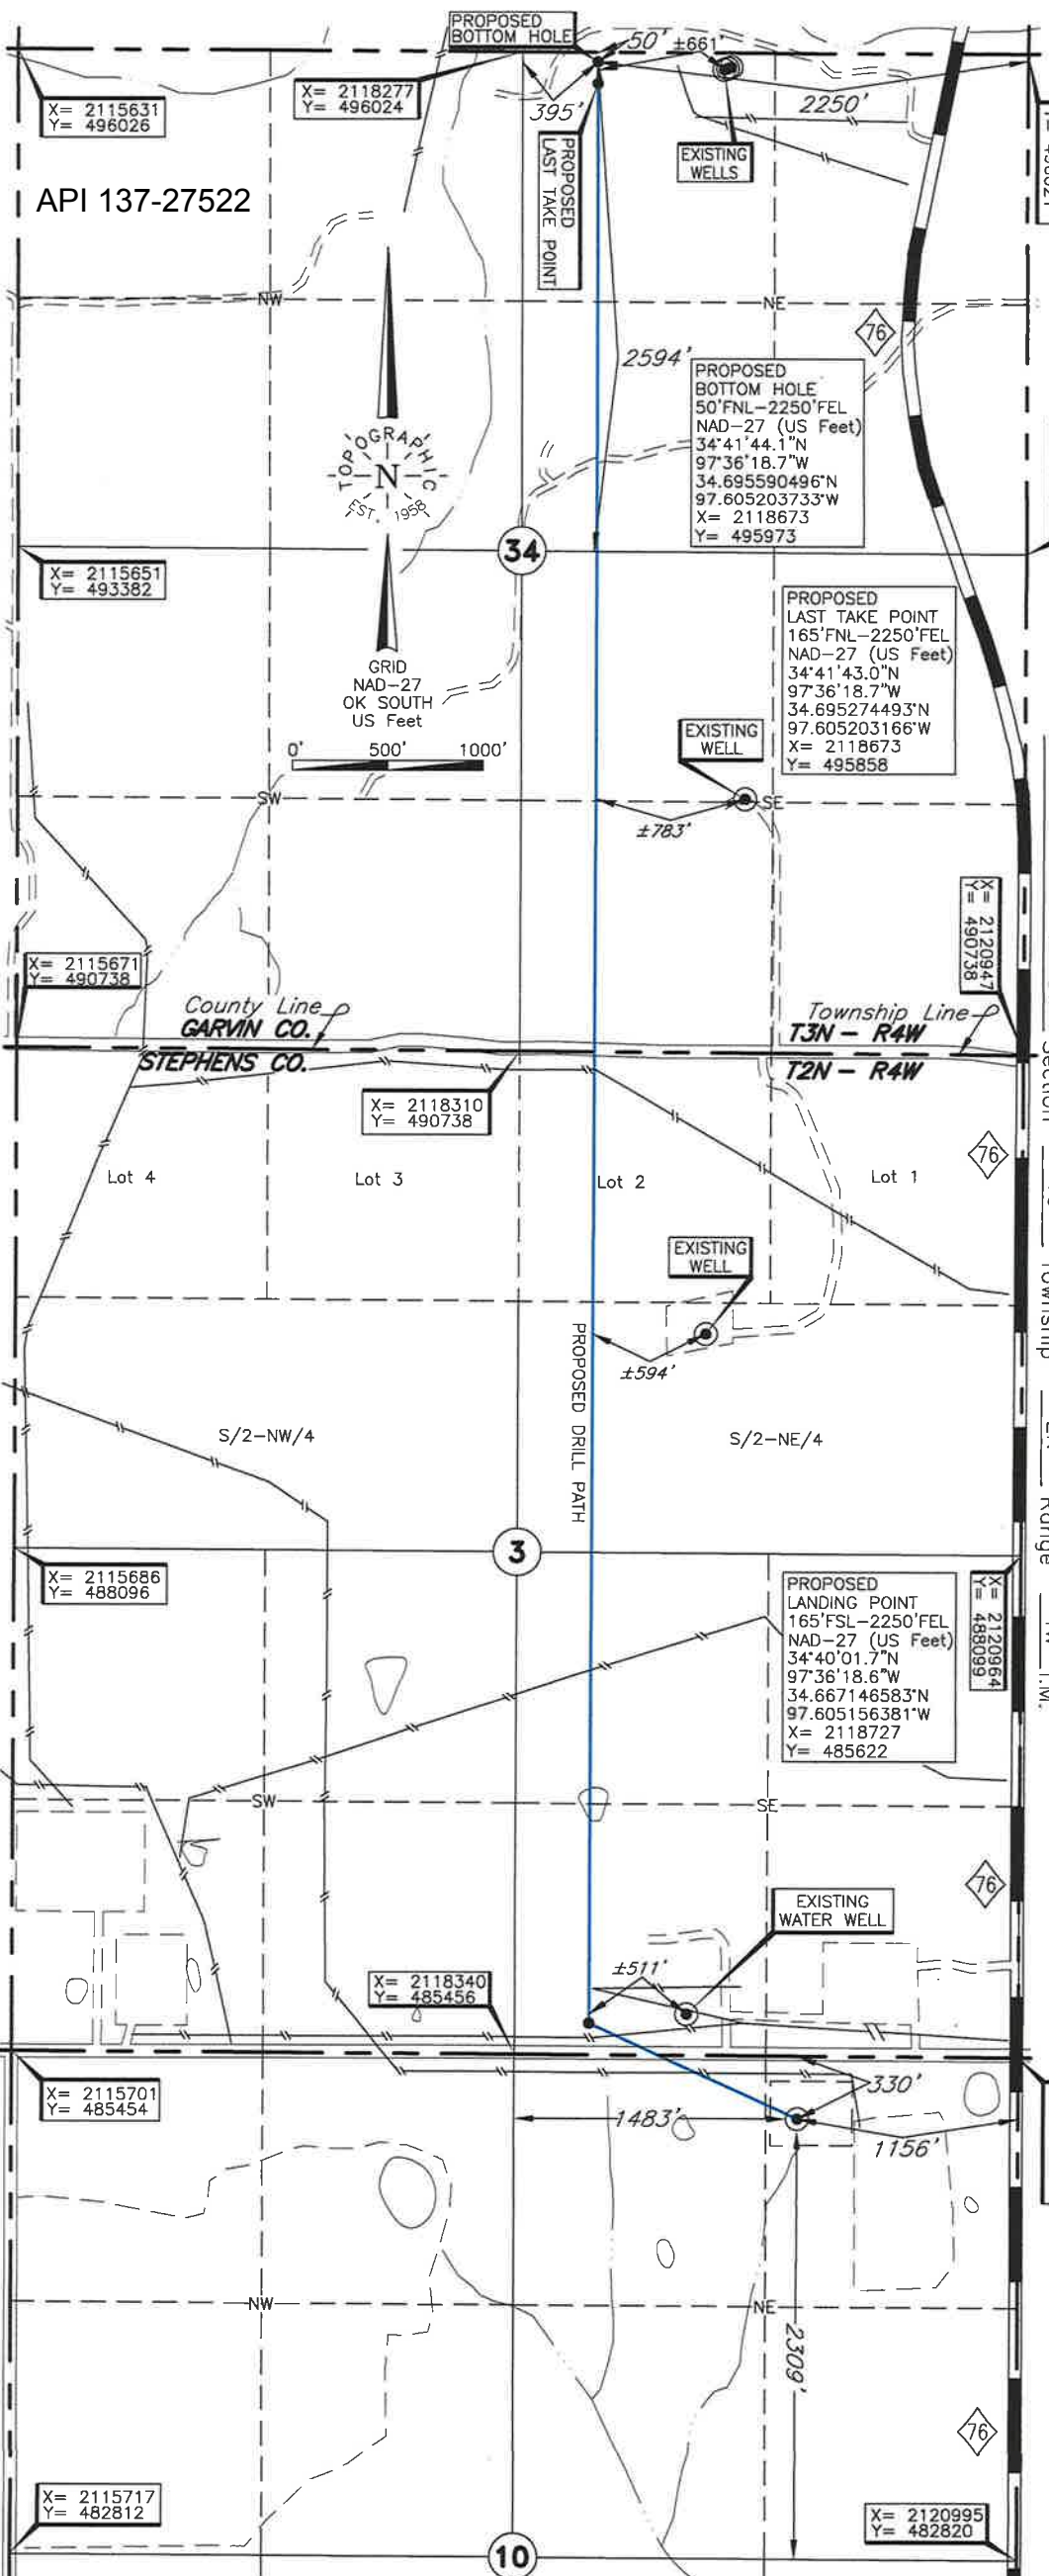 PROPOSED
BOTTOM HOLE
50'
±661'
X= 2115631
Y= 496026
X= 2118277
Y= 496024
395'
2250'
EXISTING
WELLS
PROPOSED
LAST TAKE POINT
API 137-27522
NW
NE
76
2594'
PROPOSED
BOTTOM HOLE
50'FNL-2250'FEL
NAD-27 (US Feet)
34°41'44.1"N
97°36'18.7"W
34.695590496°N
97.605203733°W
X= 2118673
Y= 495973
TOPOGRAPHIC
N
EST. 1958
34
X= 2115651
Y= 493382
PROPOSED
LAST TAKE POINT
165'FNL-2250'FEL
NAD-27 (US Feet)
34°41'43.0"N
97°36'18.7"W
34.695274493°N
97.605203166°W
X= 2118673
Y= 495858
GRID
NAD-27
OK SOUTH
US Feet
0' 500' 1000'
EXISTING
WELL
SW
SE
±783'
X= 2120947
Y= 490738
X= 2115671
Y= 490738
County Line
GARVIN CO.
Township Line
T3N - R4W
STEPHENS CO.
T2N - R4W
X= 2118310
Y= 490738
76
Lot 4
Lot 3
Lot 2
Lot 1
Section
Township
Range
I.M.
EXISTING
WELL
±594'
PROPOSED DRILL PATH
S/2-NW/4
S/2-NE/4
3
X= 2115686
Y= 488096
X= 2120964
Y= 488099
PROPOSED
LANDING POINT
165'FSL-2250'FEL
NAD-27 (US Feet)
34°40'01.7"N
97°36'18.6"W
34.667146583°N
97.605156381°W
X= 2118727
Y= 485622
SW
SE
76
EXISTING
WATER WELL
±511'
X= 2118340
Y= 485456
X= 2115701
Y= 485454
330'
1483'
1156'
NW
NE
2309'
76
X= 2115717
Y= 482812
X= 2120995
Y= 482820
10